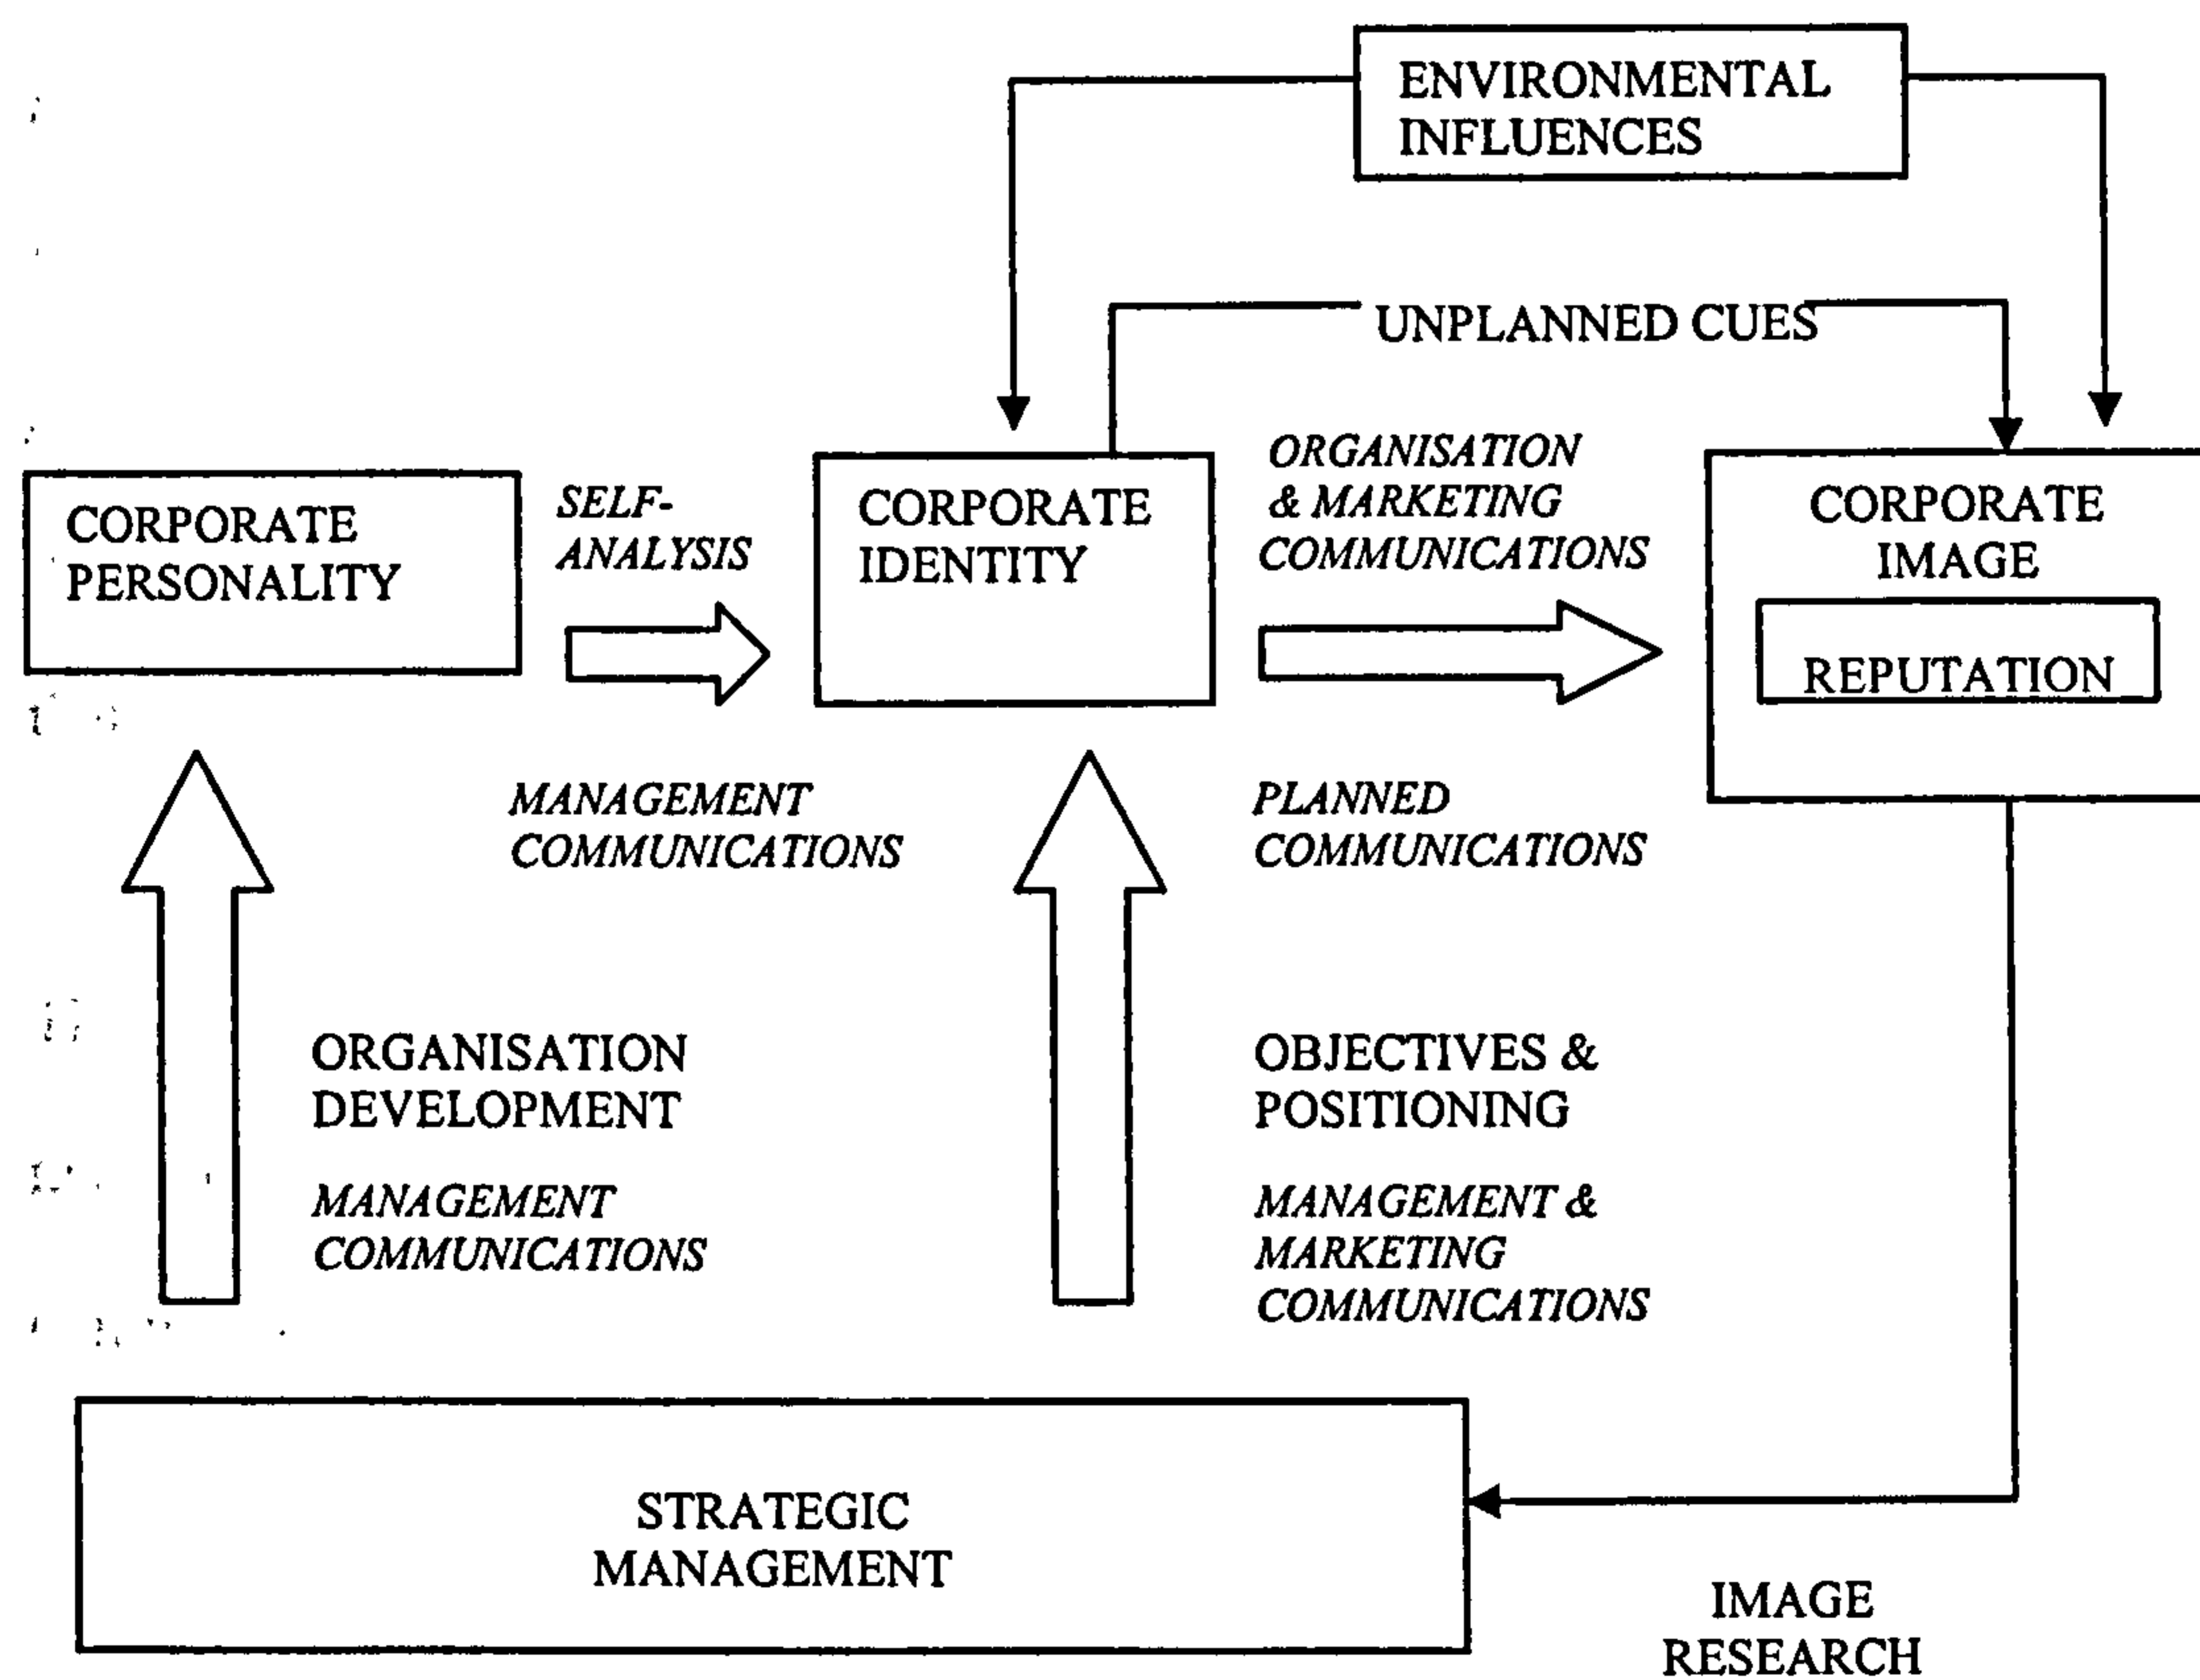 ENVIRONMENTAL
INFLUENCES
UNPLANNED CUES
CORPORATE
PERSONALITY
SELF-
ANALYSIS
CORPORATE
IDENTITY
ORGANISATION
& MARKETING
COMMUNICATIONS
CORPORATE
IMAGE
REPUTATION
MANAGEMENT
COMMUNICATIONS
PLANNED
COMMUNICATIONS
ORGANISATION
DEVELOPMENT
MANAGEMENT
COMMUNICATIONS
OBJECTIVES &
POSITIONING
MANAGEMENT &
MARKETING
COMMUNICATIONS
STRATEGIC
MANAGEMENT
IMAGE
RESEARCH